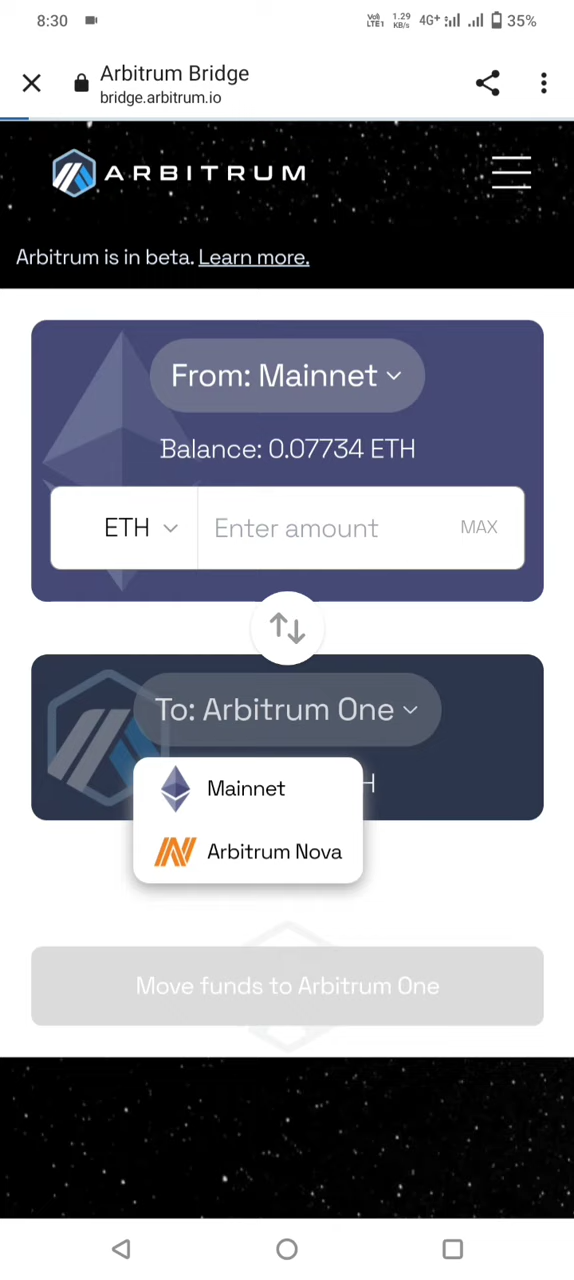 8:30
Vo) LTE1 1.29 KB/s 4G+ 35%
Arbitrum Bridge
bridge.arbitrum.io
ARBITRUM
Arbitrum is in beta. Learn more.
From: Mainnet
Balance: 0.07734 ETH
ETH Enter amount MAX
To: Arbitrum One
Mainnet
Arbitrum Nova
Move funds to Arbitrum One